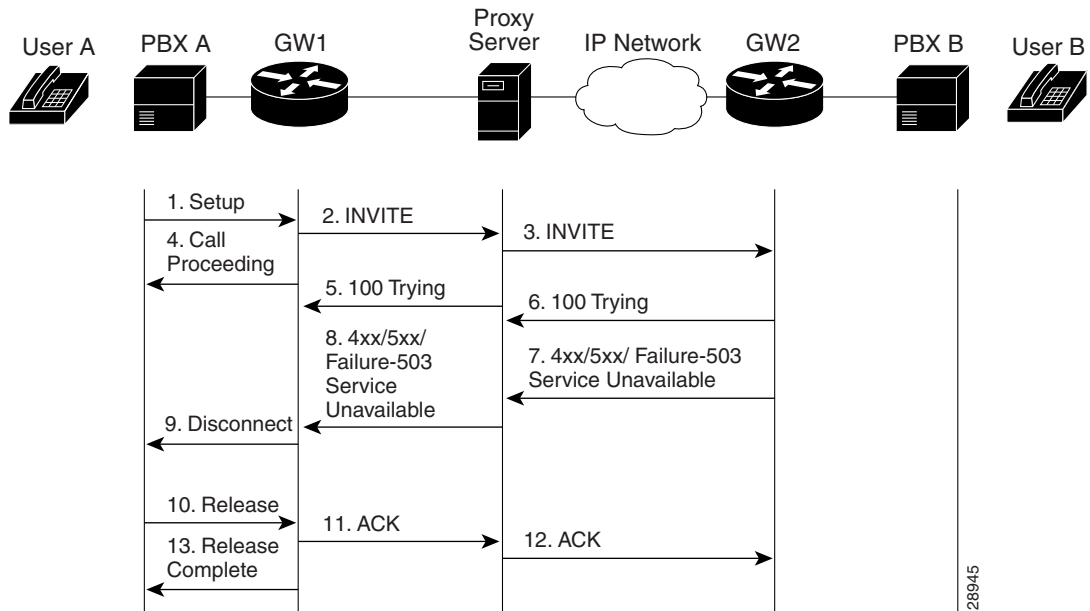 User A
PBX A
GW1
Proxy
Server
IP Network
GW2
PBX B
User B
1. Setup
2. INVITE
3. INVITE
4. Call
Proceeding
5. 100 Trying
6. 100 Trying
8. 4xx/5xx/
Failure-503
Service
Unavailable
7. 4xx/5xx/ Failure-503
Service Unavailable
9. Disconnect
10. Release
11. ACK
12. ACK
13. Release
Complete
28945